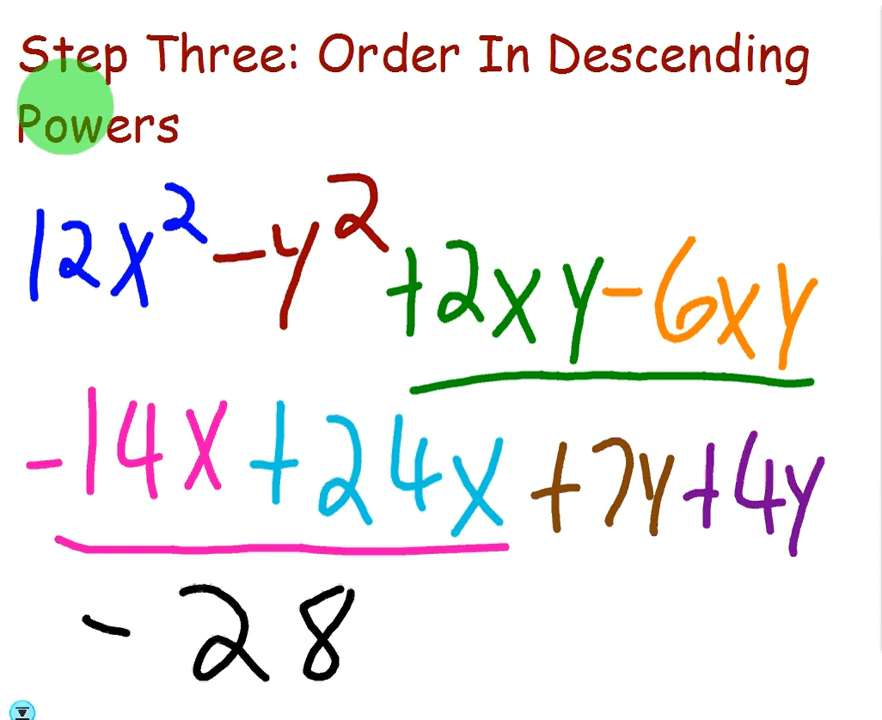 Step Three: Order In Descending
Powers
12x² -y² +2xy-6xy
-14x+24x+7y+4y
-28